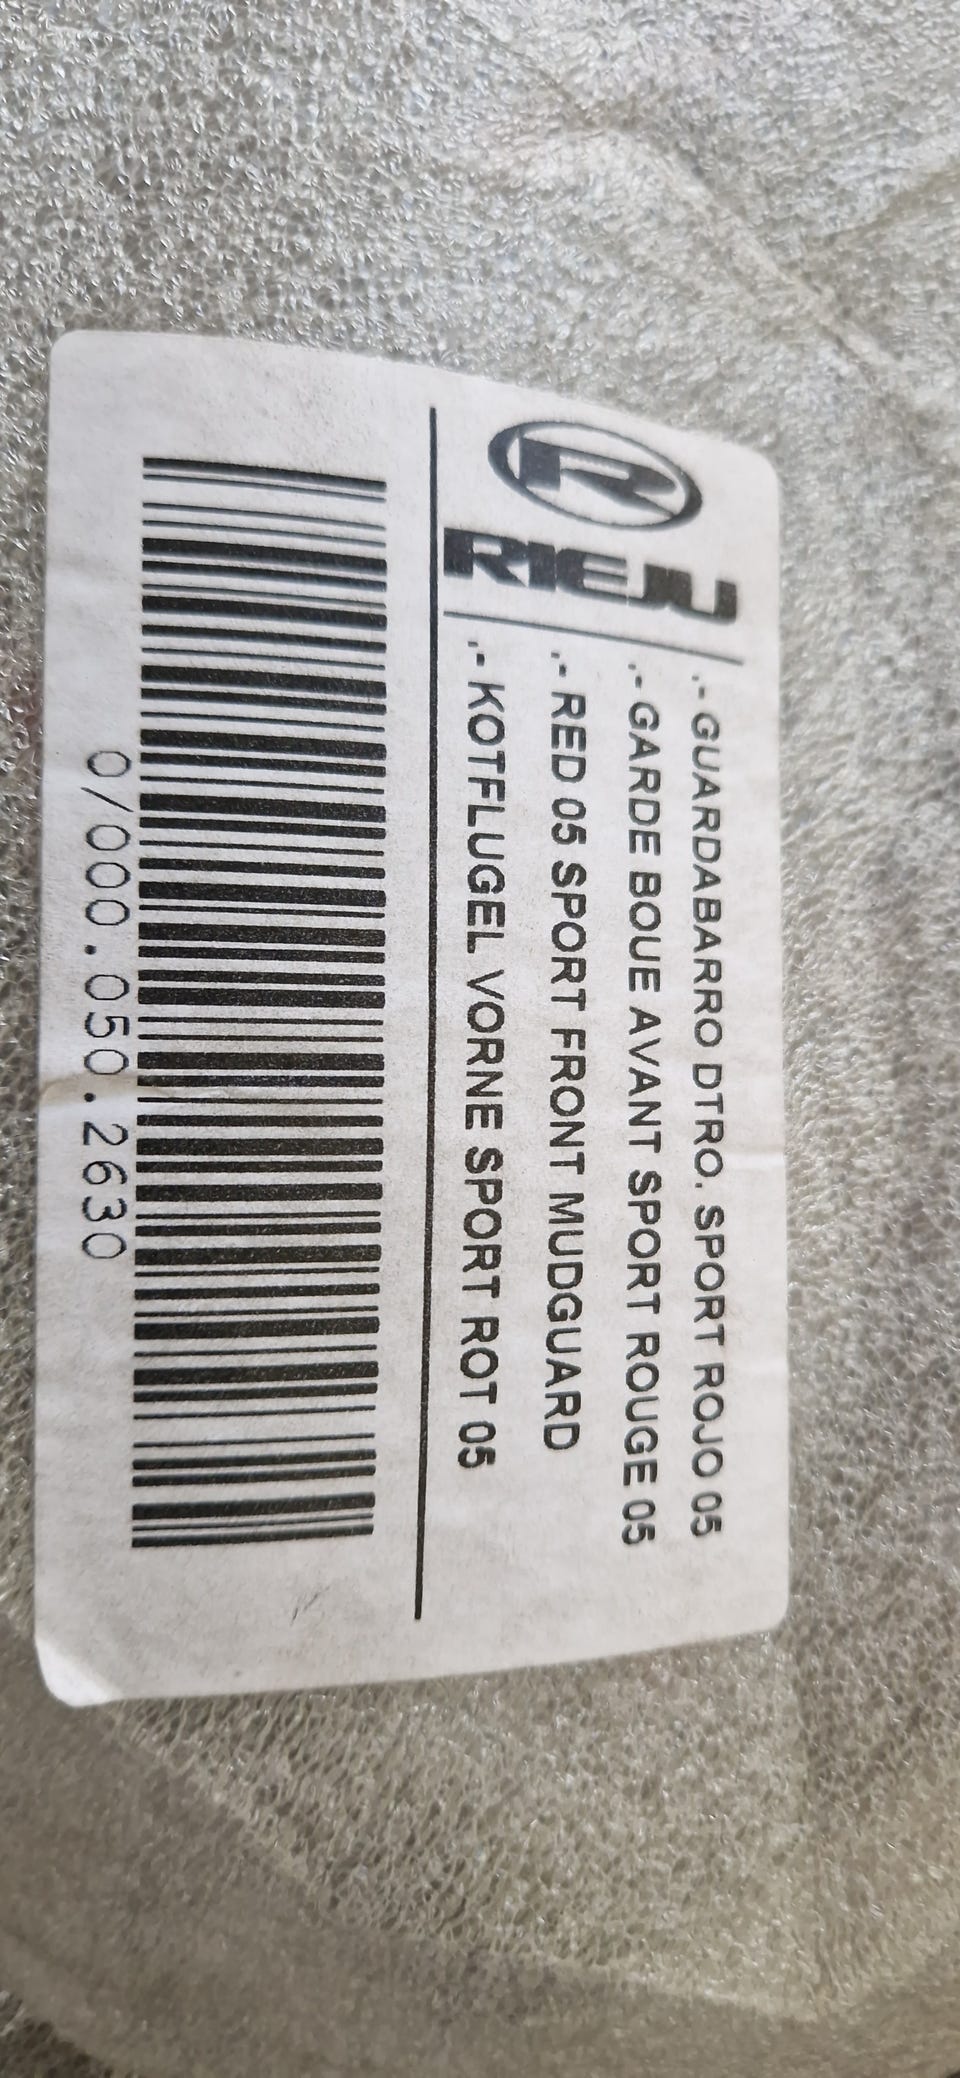 R
RIEJU
.- GUARDABARRO DTRO. SPORT ROJO 05
.- GARDE BOUE AVANT SPORT ROUGE 05
.- RED 05 SPORT FRONT MUDGUARD
.- KOTFLUGEL VORNE SPORT ROT 05
0/000.050.2630